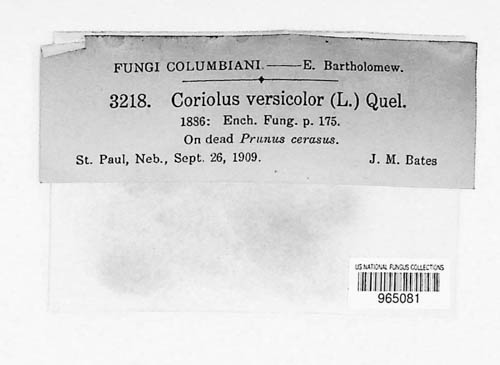 FUNGI COLUMBIANI.—E. Bartholomew.
3218. Coriolus versicolor (L.) Quel.
1886: Ench. Fung. p. 175.
On dead Prunus cerasus.
St. Paul, Neb., Sept. 26, 1909. J. M. Bates
US NATIONAL FUNGUS COLLECTIONS
965081